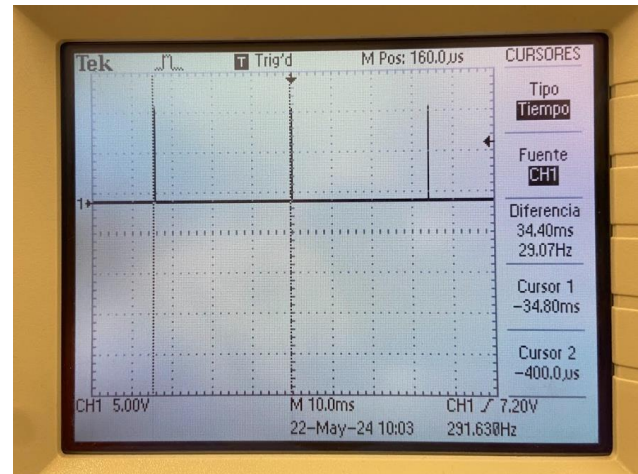 Tek
T Trig'd
M Pos: 160.0µs
CURSORES
Tipo
Tiempo
Fuente
CH1
1
Diferencia
34.40ms
29.07Hz
Cursor 1
-34.80ms
Cursor 2
-400.0µs
CH1 5.00V
M 10.0ms
CH1 / 7.20V
22-May-24 10:03
291.630Hz